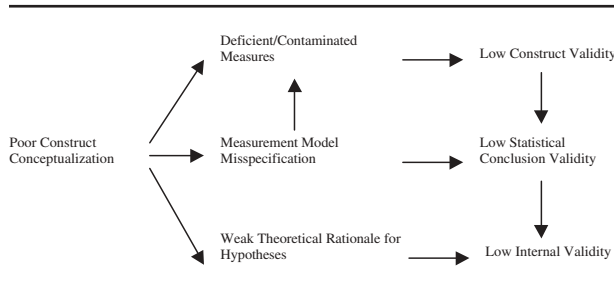 Deficient/Contaminated
Measures
Low Construct Validity
Poor Construct
Conceptualization
Measurement Model
Misspecification
Low Statistical
Conclusion Validity
Weak Theoretical Rationale for
Hypotheses
Low Internal Validity